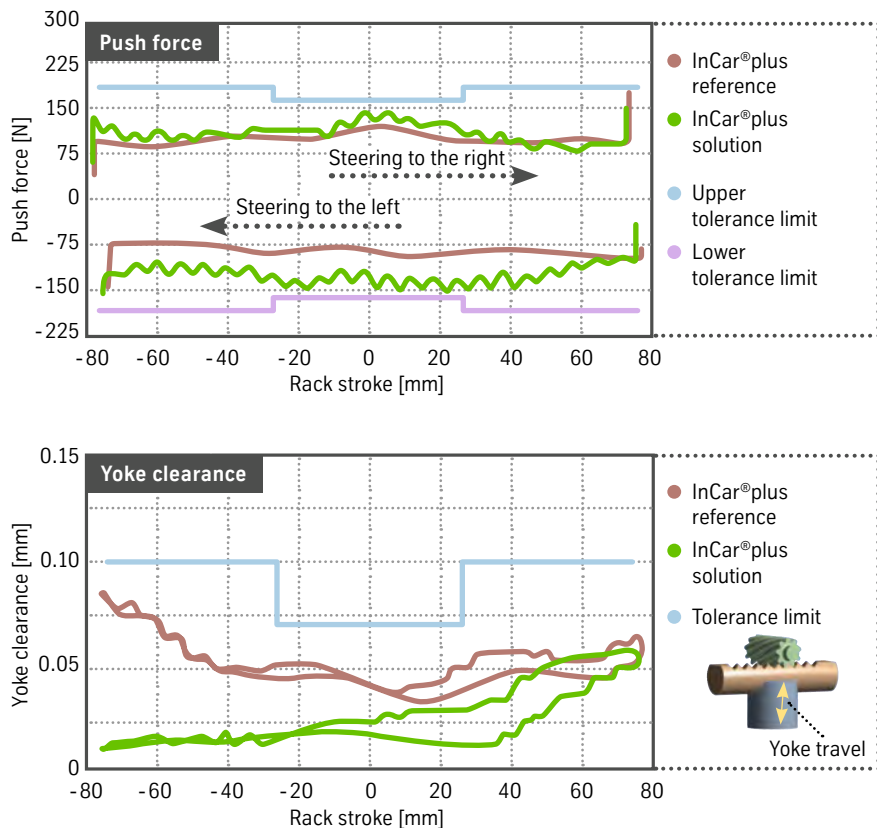 Push force
300
225
150
75
0
-75
-150
-225
Push force [N]
Steering to the right
Steering to the left
-80 -60 -40 -20 0 20 40 60 80
Rack stroke [mm]
InCar®plus
reference
InCar®plus
solution
Upper
tolerance limit
Lower
tolerance limit
Yoke clearance
0.15
0.10
0.05
0
Yoke clearance [mm]
-80 -60 -40 -20 0 20 40 60 80
Rack stroke [mm]
InCar®plus
reference
InCar®plus
solution
Tolerance limit
Yoke travel